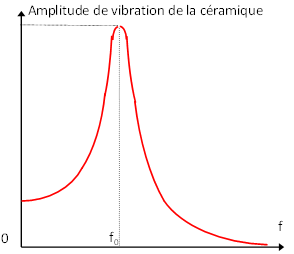 Amplitude de vibration de la céramique
f
0
f₀